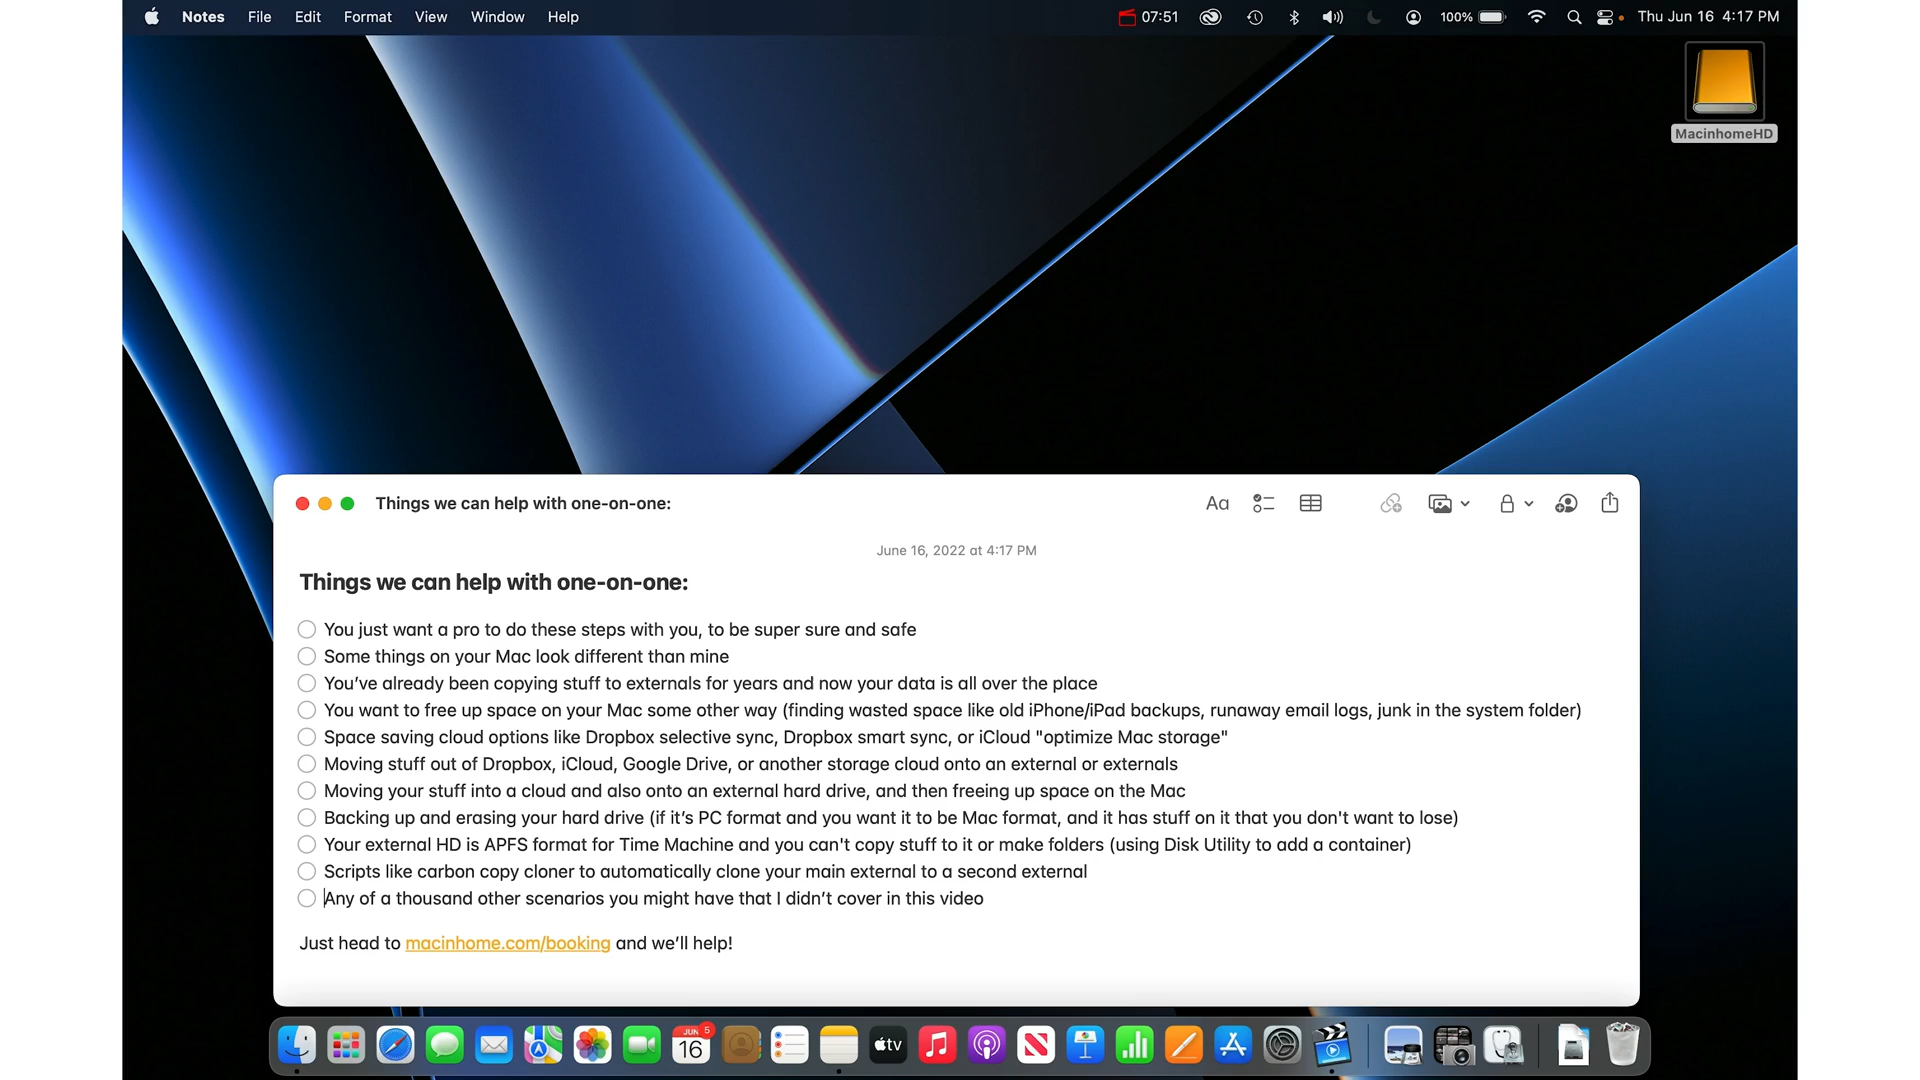 Notes File Edit Format View Window Help 07:51 100% Thu Jun 16 4:17 PM
MacinhomeHD
Things we can help with one-on-one:
Aa
June 16, 2022 at 4:17 PM
Things we can help with one-on-one:
You just want a pro to do these steps with you, to be super sure and safe
Some things on your Mac look different than mine
You’ve already been copying stuff to externals for years and now your data is all over the place
You want to free up space on your Mac some other way (finding wasted space like old iPhone/iPad backups, runaway email logs, junk in the system folder)
Space saving cloud options like Dropbox selective sync, Dropbox smart sync, or iCloud "optimize Mac storage"
Moving stuff out of Dropbox, iCloud, Google Drive, or another storage cloud onto an external or externals
Moving your stuff into a cloud and also onto an external hard drive, and then freeing up space on the Mac
Backing up and erasing your hard drive (if it’s PC format and you want it to be Mac format, and it has stuff on it that you don't want to lose)
Your external HD is APFS format for Time Machine and you can't copy stuff to it or make folders (using Disk Utility to add a container)
Scripts like carbon copy cloner to automatically clone your main external to a second external
Any of a thousand other scenarios you might have that I didn’t cover in this video
Just head to macinhome.com/booking and we’ll help!
JUN 5
16
tv